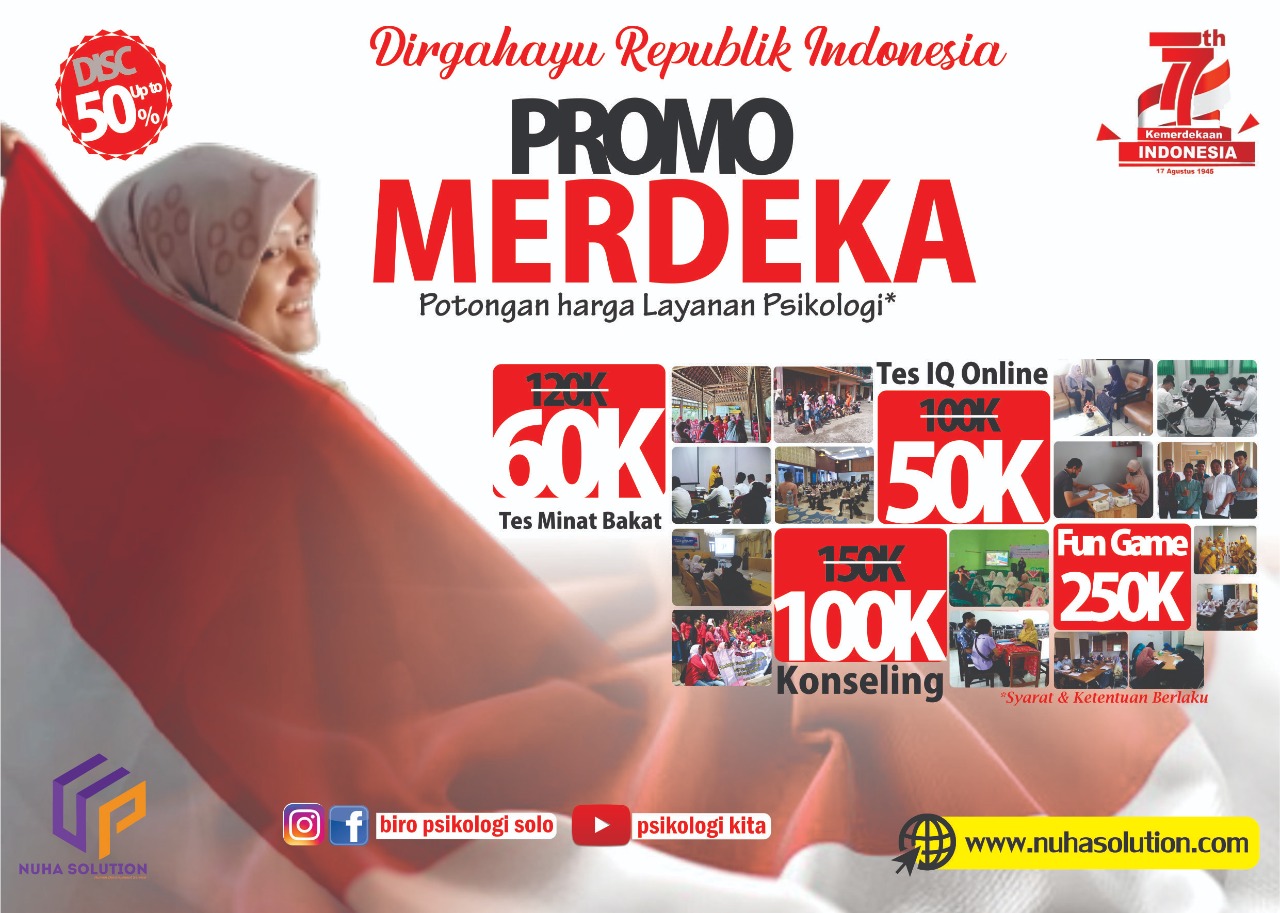 DISC
Up to
50%
Dirgahayu Republik Indonesia
77th
Kemerdekaan
INDONESIA
17 Agustus 1945
PROMO
MERDEKA
Potongan harga Layanan Psikologi*
120K
60K
Tes Minat Bakat
Tes IQ Online
100K
50K
150K
100K
Konseling
Fun Game
250K
*Syarat & Ketentuan Berlaku
NUHA SOLUTION
biro psikologi solo
psikologi kita
www.nuhasolution.com